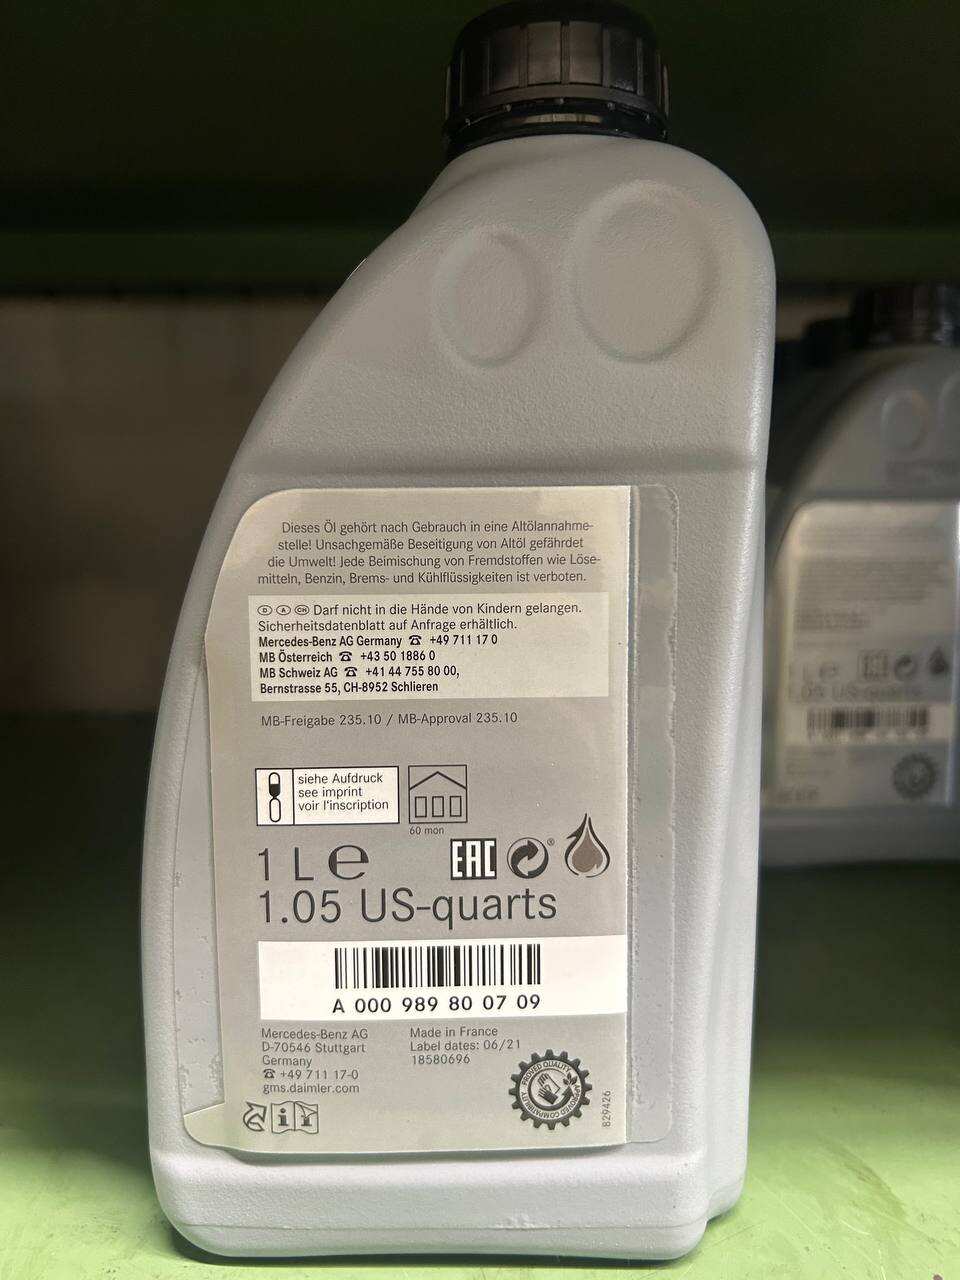 Dieses Öl gehört nach Gebrauch in eine Altölannahme-
stelle! Unsachgemäße Beseitigung von Altöl gefährdet
die Umwelt! Jede Beimischung von Fremdstoffen wie Löse-
mitteln, Benzin, Brems- und Kühlflüssigkeiten ist verboten.
D A CH Darf nicht in die Hände von Kindern gelangen.
Sicherheitsdatenblatt auf Anfrage erhältlich.
Mercedes-Benz AG Germany ☎ +49 711 17 0
MB Österreich ☎ +43 50 1886 0
MB Schweiz AG ☎ +41 44 755 80 00,
Bernstrasse 55, CH-8952 Schlieren
MB-Freigabe 235.10 / MB-Approval 235.10
siehe Aufdruck
see imprint
voir l'inscription
60 mon
1 L e
EAC
®
1.05 US-quarts
A 000 989 80 07 09
Mercedes-Benz AG
D-70546 Stuttgart
Germany
☎ +49 711 17-0
gms.daimler.com
Made in France
Label dates: 06/21
18580696
PROVED QUALITY
APPROVED COMPATIBILITY
829426
1.05 US-quarts